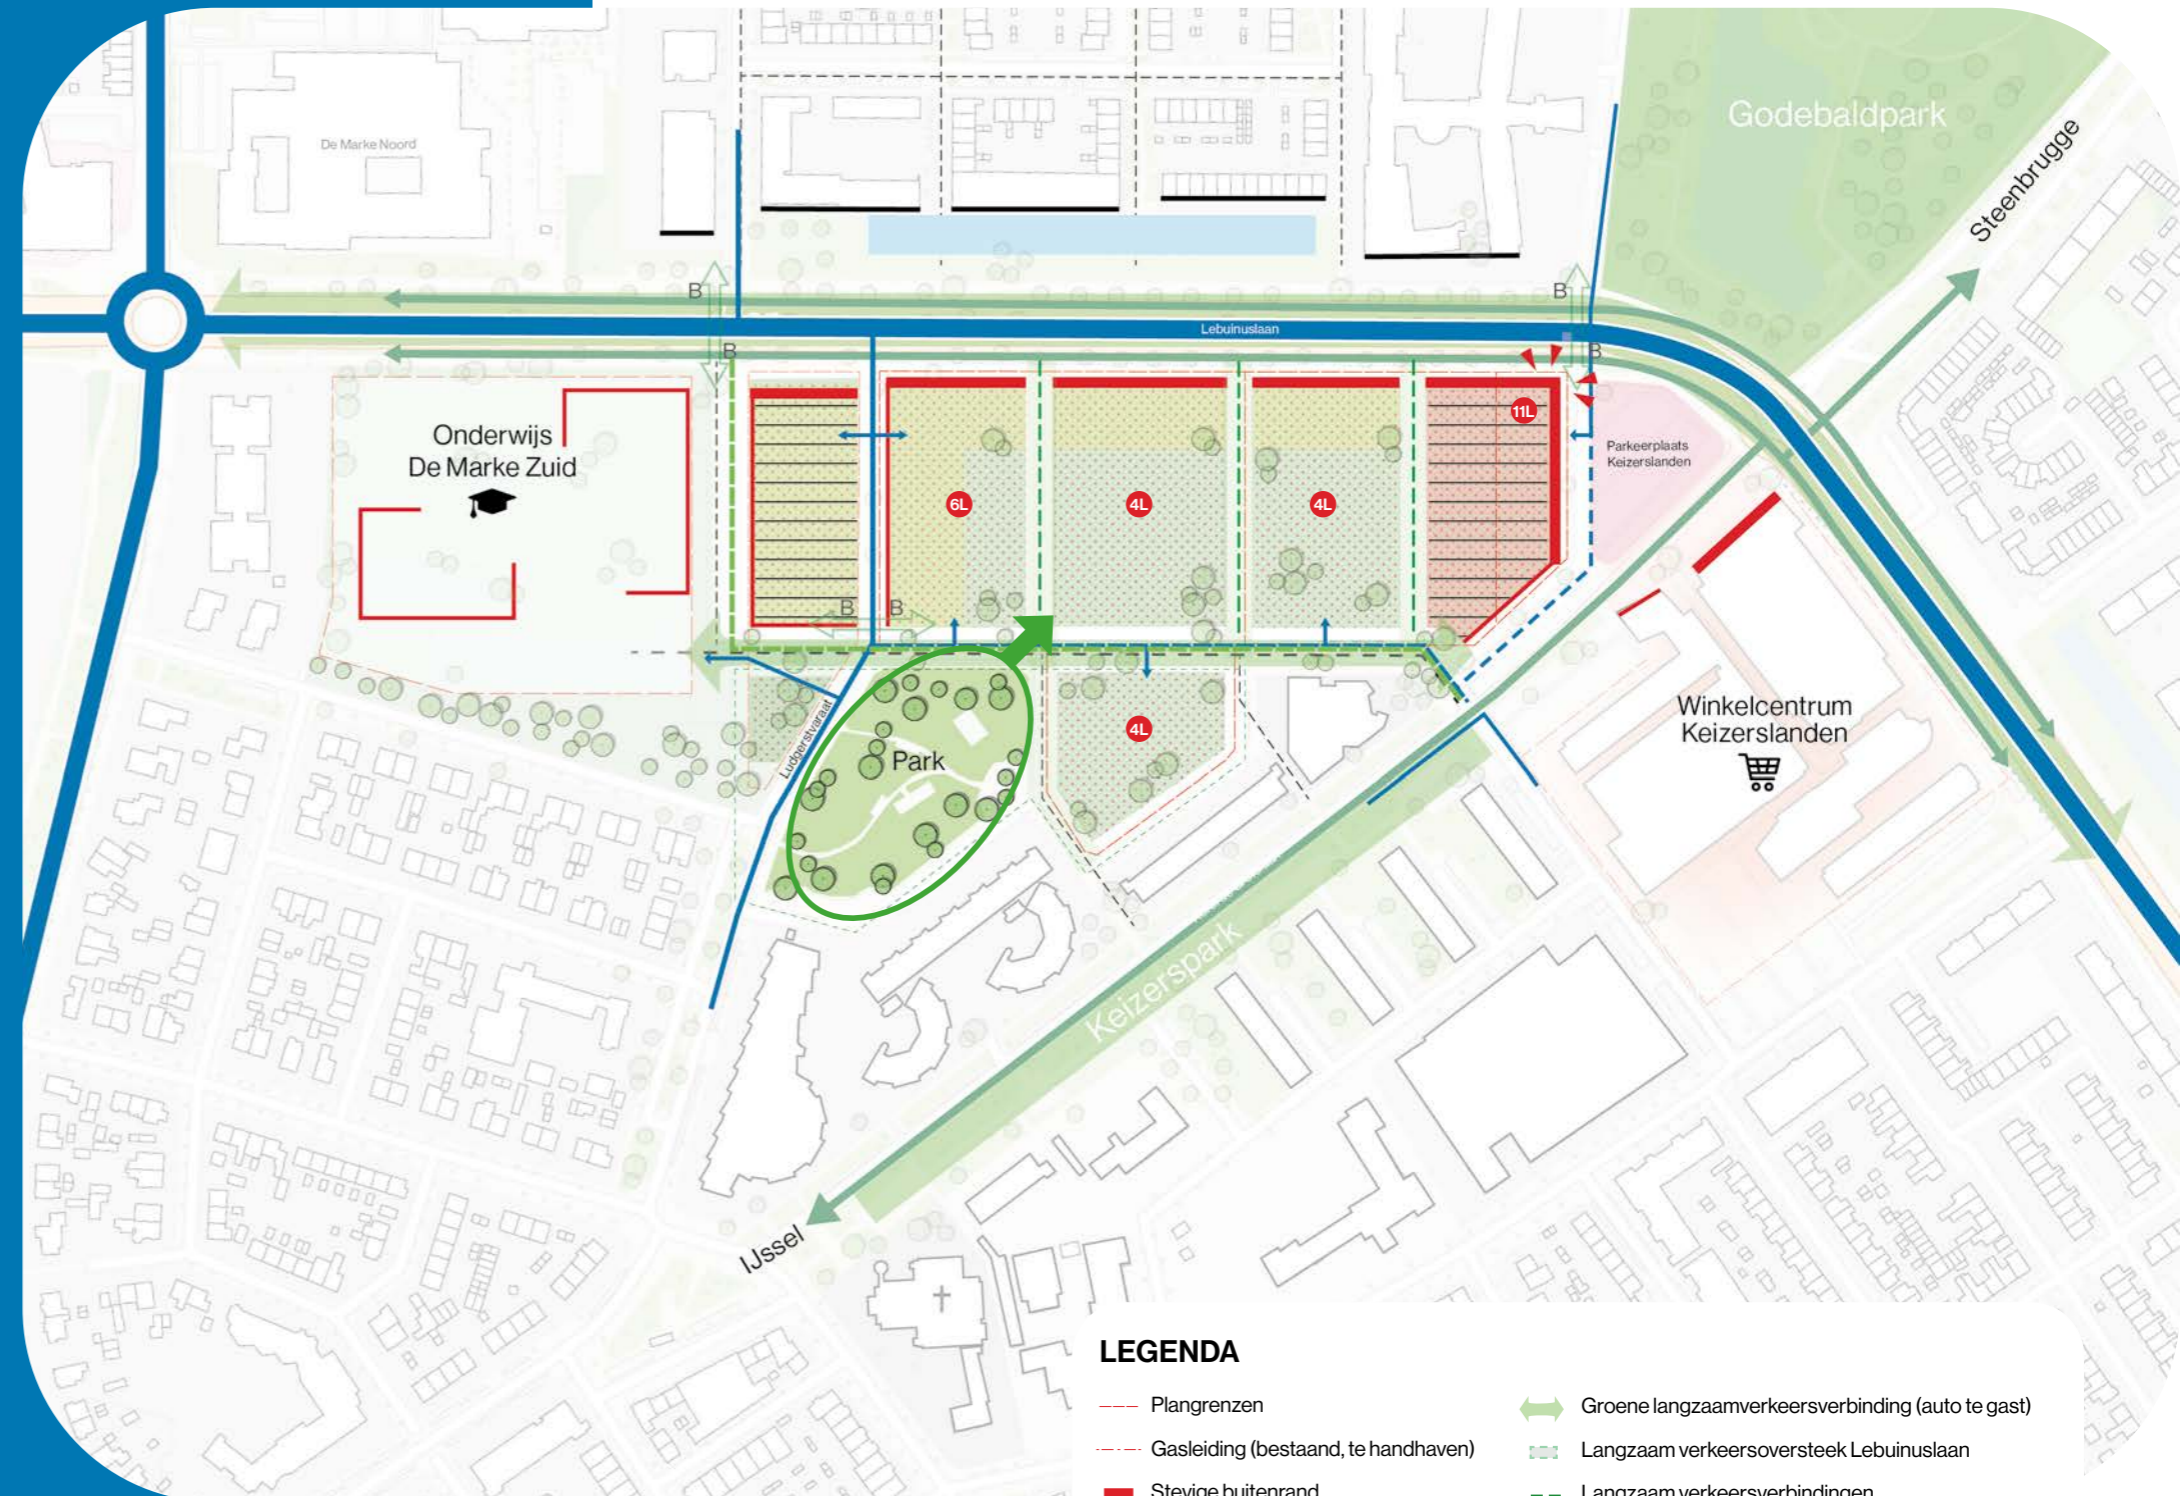 Godebaldpark
De Marke Noord
Steenbrugge
B
B
Lebuinuslaan
B
B
11L
Onderwijs
De Marke Zuid
Parkeerplaats
Keizerslanden
6L
4L
4L
B
B
Ludgerstvaraat
Park
4L
Winkelcentrum
Keizerslanden
Keizerspark
IJssel
LEGENDA
Plangrenzen
Gasleiding (bestaand, te handhaven)
Stevige buitenrand
Groene langzaamverkeersverbinding (auto te gast)
Langzaam verkeersoversteek Lebuinuslaan
Langzaam verkeersverbindingen